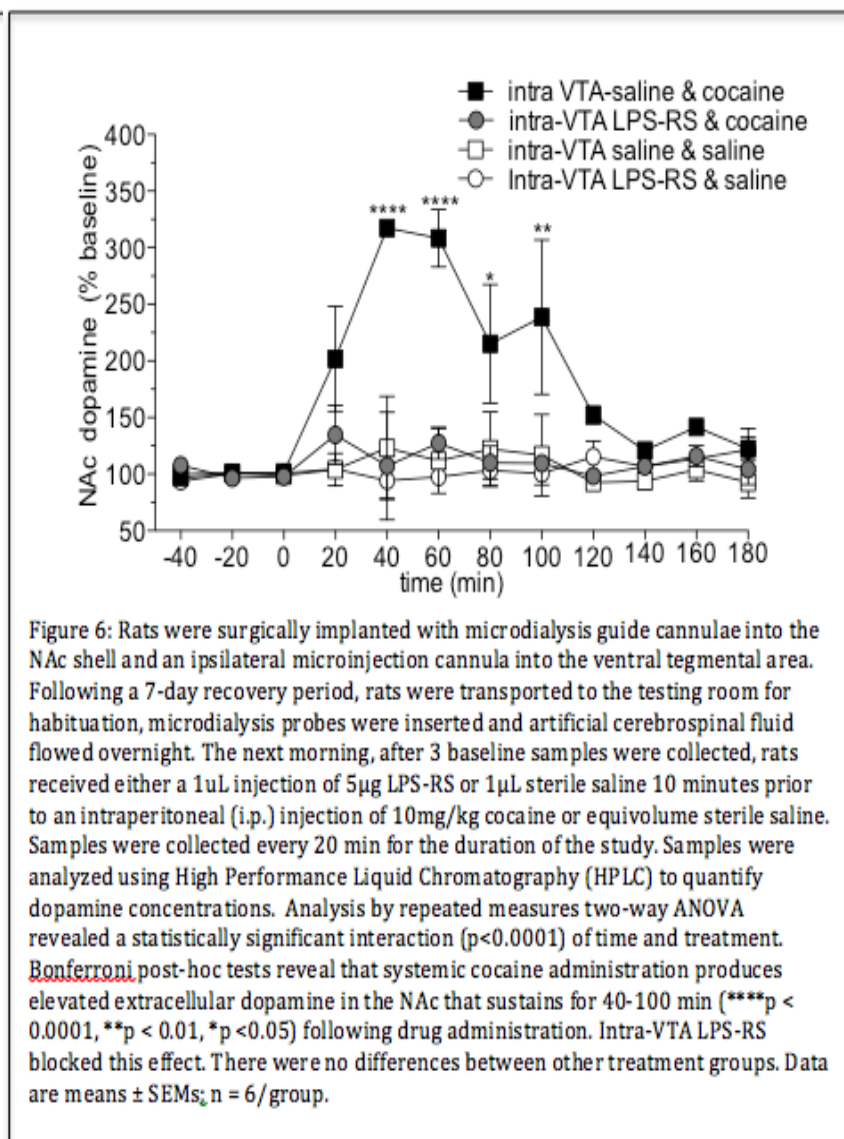 intra VTA-saline & cocaine
intra-VTA LPS-RS & cocaine
intra-VTA saline & saline
Intra-VTA LPS-RS & saline
400
350
300
250
200
150
100
50
NAc dopamine (% baseline)
**** **** * **
-40 -20 0 20 40 60 80 100 120 140 160 180
time (min)
Figure 6: Rats were surgically implanted with microdialysis guide cannulae into the
NAc shell and an ipsilateral microinjection cannula into the ventral tegmental area.
Following a 7-day recovery period, rats were transported to the testing room for
habituation, microdialysis probes were inserted and artificial cerebrospinal fluid
flowed overnight. The next morning, after 3 baseline samples were collected, rats
received either a 1uL injection of 5µg LPS-RS or 1µL sterile saline 10 minutes prior
to an intraperitoneal (i.p.) injection of 10mg/kg cocaine or equivolume sterile saline.
Samples were collected every 20 min for the duration of the study. Samples were
analyzed using High Performance Liquid Chromatography (HPLC) to quantify
dopamine concentrations.  Analysis by repeated measures two-way ANOVA
revealed a statistically significant interaction (p<0.0001) of time and treatment.
Bonferroni post-hoc tests reveal that systemic cocaine administration produces
elevated extracellular dopamine in the NAc that sustains for 40-100 min (****p <
0.0001, **p < 0.01, *p <0.05) following drug administration. Intra-VTA LPS-RS
blocked this effect. There were no differences between other treatment groups. Data
are means ± SEMs; n = 6/group.